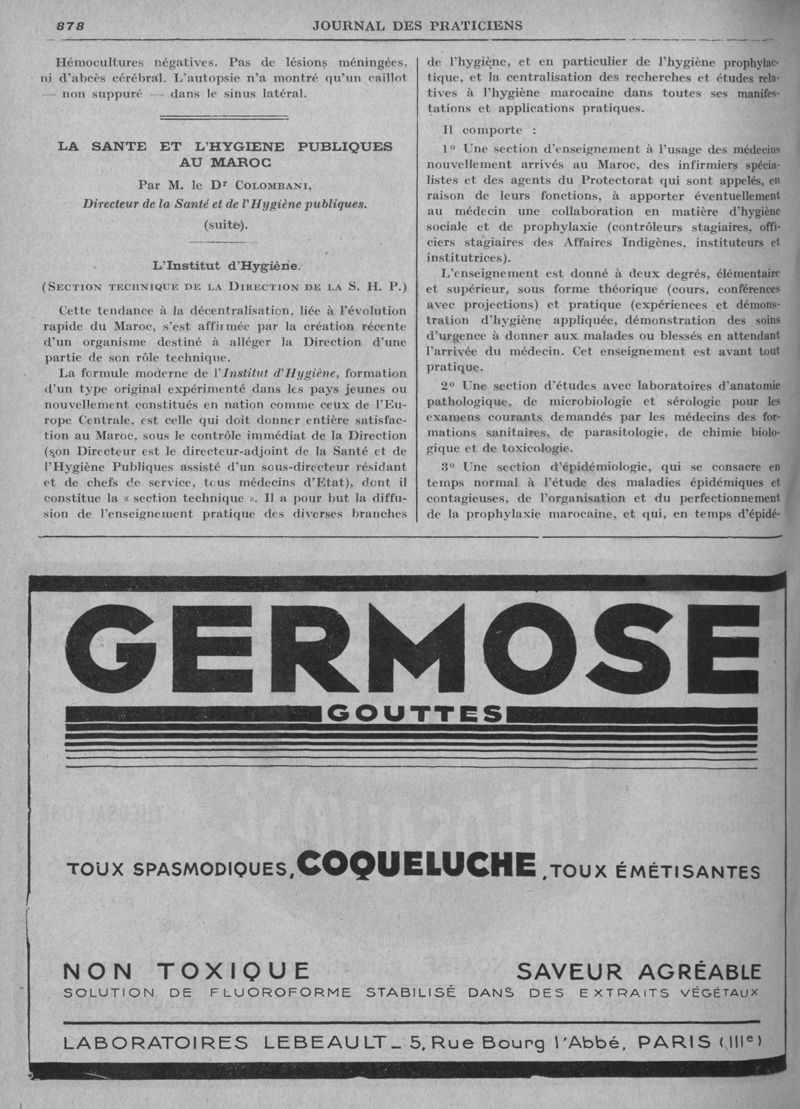 878
JOURNAL DES PRATICIENS
Hémocultures négatives. Pas de lésions méningées,
ni d'abcès cérébral. L'autopsie n'a montré qu'un caillot
— non suppuré — dans le sinus latéral.
LA SANTE ET L'HYGIENE PUBLIQUES
AU MAROC
Par M. le Dr COLOMBANI,
Directeur de la Santé et de l'Hygiène publiques.
(suite).
L'Institut d'Hygiène.
(SECTION TECHNIQUE DE LA DIRECTION DE LA S. H. P.)
Cette tendance à la décentralisation, liée à l'évolution
rapide du Maroc, s'est affirmée par la création récente
d'un organisme destiné à alléger la Direction d'une
partie de son rôle technique.
La formule moderne de l'Institut d'Hygiène, formation
d'un type original expérimenté dans les pays jeunes ou
nouvellement constitués en nation comme ceux de l'Eu-
rope Centrale, est celle qui doit donner entière satisfac-
tion au Maroc, sous le contrôle immédiat de la Direction
(son Directeur est le directeur-adjoint de la Santé et de
l'Hygiène Publiques assisté d'un sous-directeur résidant
et de chefs de service, tous médecins d'Etat), dont il
constitue la « section technique ». Il a pour but la diffu-
sion de l'enseignement pratique des diverses branches
de l'hygiène, et en particulier de l'hygiène prophylac-
tique, et la centralisation des recherches et études rela-
tives à l'hygiène marocaine dans toutes ses manifes-
tations et applications pratiques.
Il comporte :
1° Une section d'enseignement à l'usage des médecins
nouvellement arrivés au Maroc, des infirmiers spécia-
listes et des agents du Protectorat qui sont appelés, en
raison de leurs fonctions, à apporter éventuellement
au médecin une collaboration en matière d'hygiène
sociale et de prophylaxie (contrôleurs stagiaires, offi-
ciers stagiaires des Affaires Indigènes, instituteurs et
institutrices).
L'enseignement est donné à deux degrés, élémentaire
et supérieur, sous forme théorique (cours, conférences
avec projections) et pratique (expériences et démons-
tration d'hygiène appliquée, démonstration des soins
d'urgence à donner aux malades ou blessés en attendant
l'arrivée du médecin. Cet enseignement est avant tout
pratique.
2° Une section d'études avec laboratoires d'anatomie
pathologique, de microbiologie et sérologie pour les
examens courants demandés par les médecins des for-
mations sanitaires, de parasitologie, de chimie biolo-
gique et de toxicologie.
3° Une section d'épidémiologie, qui se consacre en
temps normal à l'étude des maladies épidémiques et
contagieuses, de l'organisation et du perfectionnement
de la prophylaxie marocaine, et qui, en temps d'épidé-
GERMOSE
GOUTTES
TOUX SPASMODIQUES, COQUELUCHE, TOUX ÉMÉTISANTES
NON TOXIQUE SAVEUR AGRÉABLE
SOLUTION DE FLUOROFORME STABILISÉ DANS DES EXTRAITS VÉGÉTAUX
LABORATOIRES LEBEAULT_ 5, Rue Bourg l'Abbé, PARIS (IIIe)